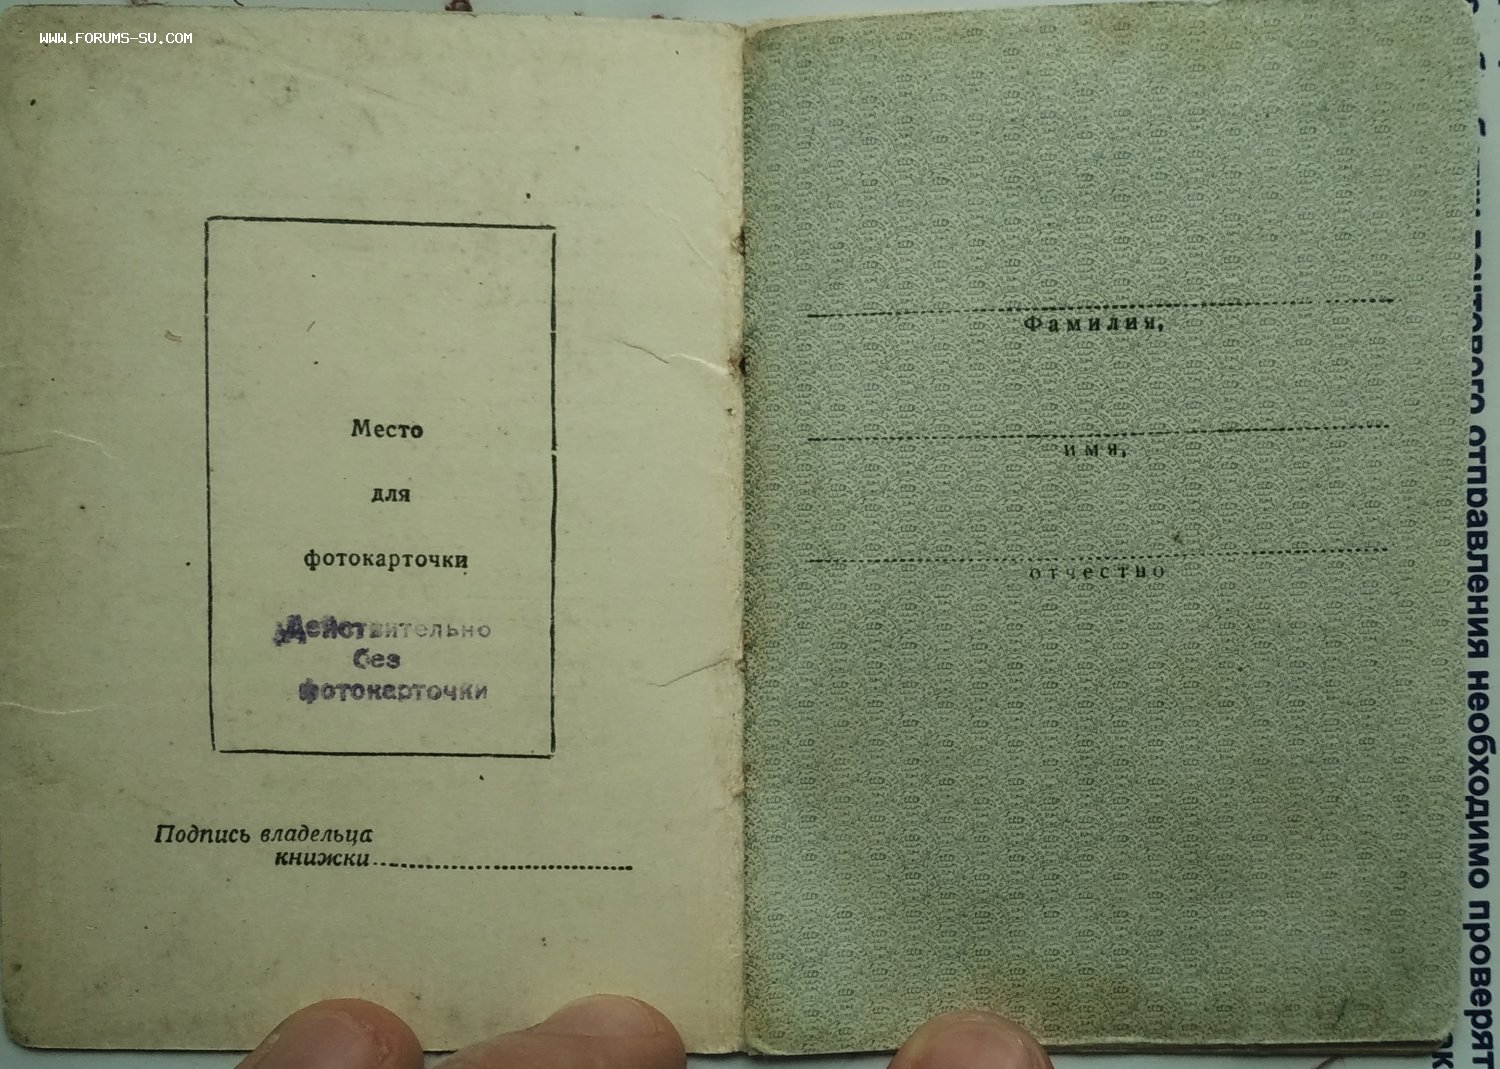 WWW.FORUMS-SU.COM
Место
для
фотокарточки
Действительно
без
фотокарточки
Подпись владельца
книжки
Фамилия,
имя,
отчество
отправления необходимо проверят